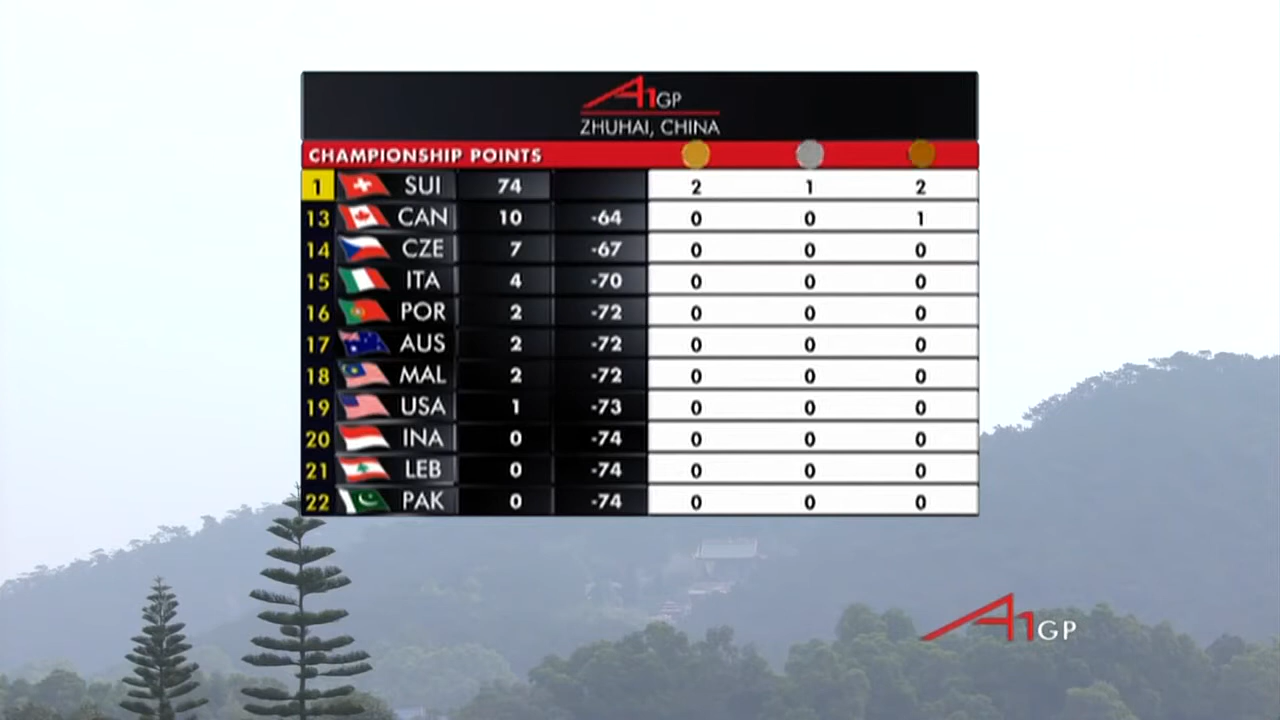 A1GP
ZHUHAI, CHINA
CHAMPIONSHIP POINTS
1 SUI 74 2 1 2
13 CAN 10 -64 0 0 1
14 CZE 7 -67 0 0 0
15 ITA 4 -70 0 0 0
16 POR 2 -72 0 0 0
17 AUS 2 -72 0 0 0
18 MAL 2 -72 0 0 0
19 USA 1 -73 0 0 0
20 INA 0 -74 0 0 0
21 LEB 0 -74 0 0 0
22 PAK 0 -74 0 0 0
A1GP